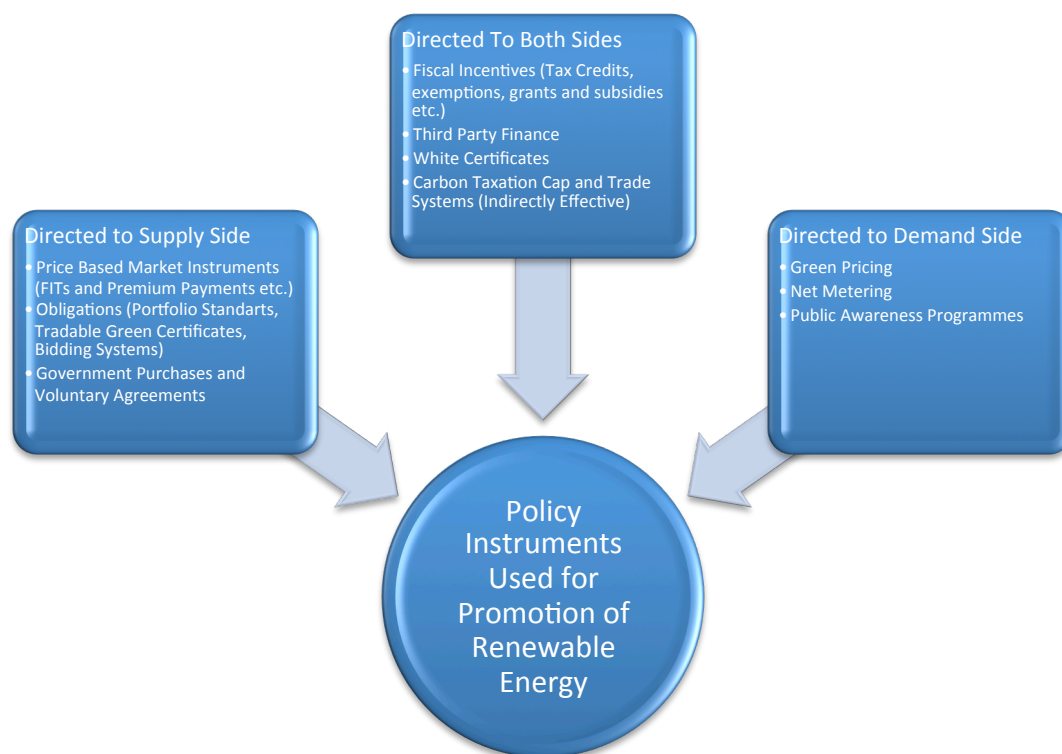 Directed To Both Sides
• Fiscal Incentives (Tax Credits,
exemptions, grants and subsidies
etc.)
• Third Party Finance
• White Certificates
• Carbon Taxation Cap and Trade
Systems (Indirectly Effective)
Directed to Supply Side
• Price Based Market Instruments
(FITs and Premium Payments etc.)
• Obligations (Portfolio Standarts,
Tradable Green Certificates,
Bidding Systems)
• Government Purchases and
Voluntary Agreements
Directed to Demand Side
• Green Pricing
• Net Metering
• Public Awareness Programmes
Policy
Instruments
Used for
Promotion of
Renewable
Energy